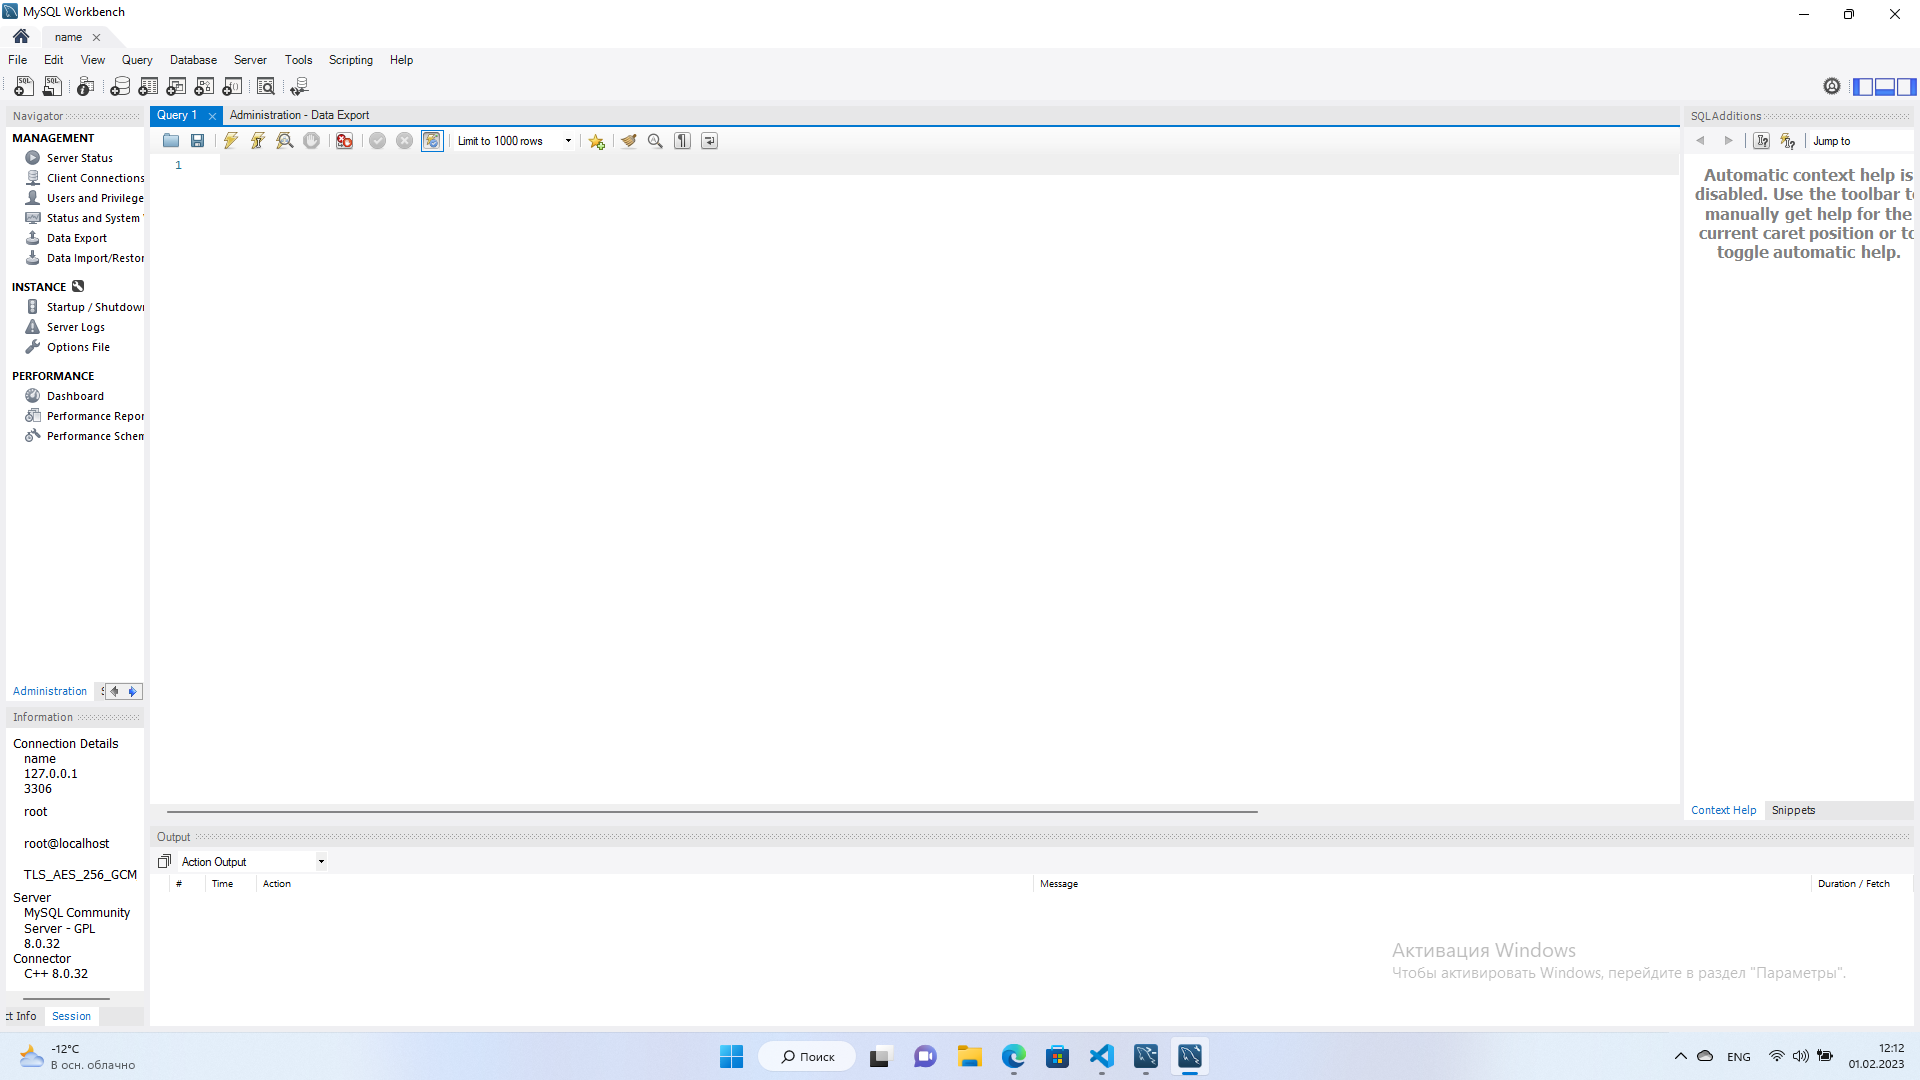 MySQL Workbench
name
File Edit View Query Database Server Tools Scripting Help
Navigator
MANAGEMENT
Server Status
Client Connections
Users and Privilege
Status and System
Data Export
Data Import/Restor
INSTANCE
Startup / Shutdown
Server Logs
Options File
PERFORMANCE
Dashboard
Performance Repor
Performance Schem
Administration
Information
Connection Details
name
127.0.0.1
3306
root
root@localhost
TLS_AES_256_GCM
Server
MySQL Community
Server - GPL
8.0.32
Connector
C++ 8.0.32
ct Info Session
Query 1 Administration - Data Export
Limit to 1000 rows
1
Output
Action Output
# Time Action Message Duration / Fetch
SQLAdditions
Jump to
Automatic context help is
disabled. Use the toolbar to
manually get help for the
current caret position or to
toggle automatic help.
Context Help Snippets
Активация Windows
Чтобы активировать Windows, перейдите в раздел "Параметры".
-12°C
В осн. облачно
Поиск
ENG
12:12
01.02.2023